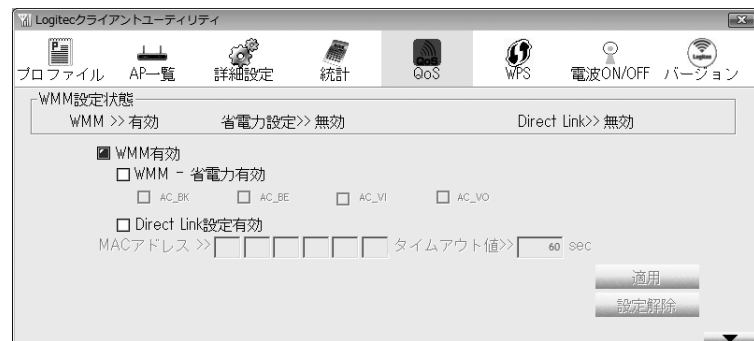 Logitecクライアントユーティリティ
プロファイル AP一覧 詳細設定 統計 QoS WPS 電波ON/OFF バージョン
WMM設定状態
WMM >> 有効 省電力設定>> 無効 Direct Link>> 無効
WMM有効
WMM - 省電力有効
AC_BK AC_BE AC_VI AC_VO
Direct Link設定有効
MACアドレス >> タイムアウト値>> 60 sec
適用
設定解除